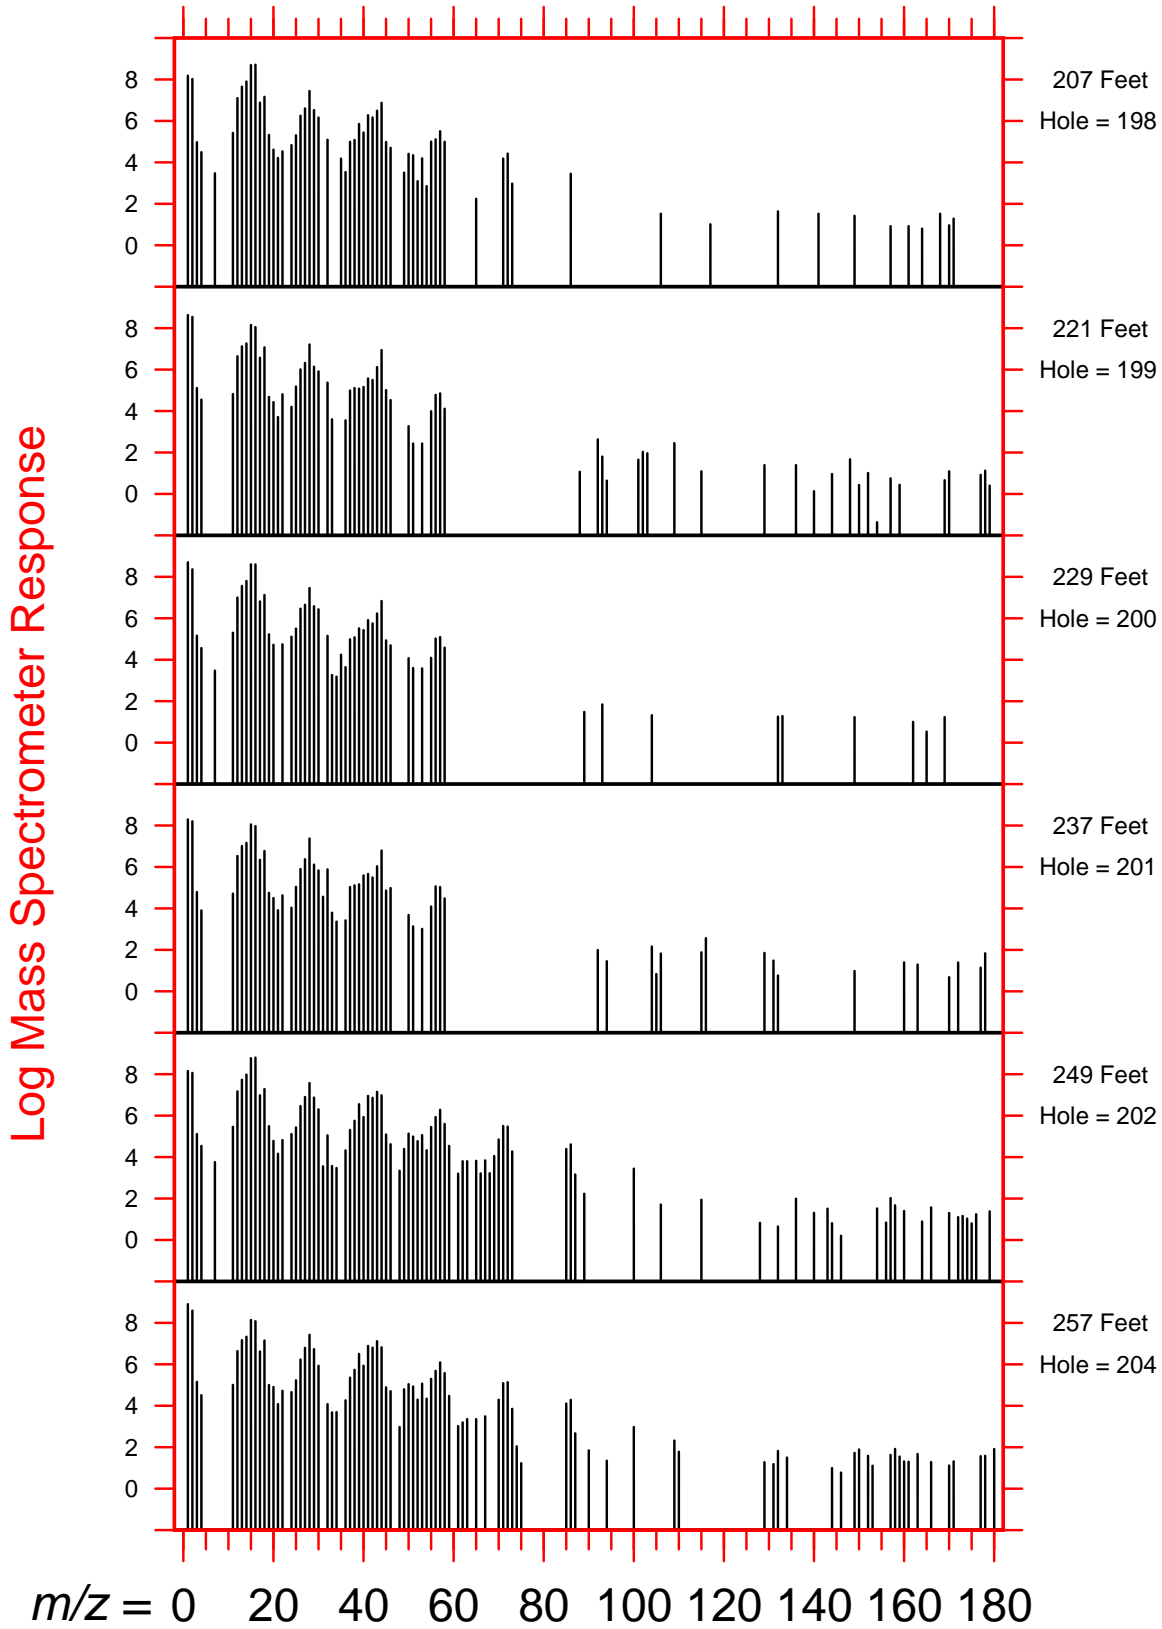 Log Mass Spectrometer Response
8
6
4
2
0
207 Feet
Hole = 198
8
6
4
2
0
221 Feet
Hole = 199
8
6
4
2
0
229 Feet
Hole = 200
8
6
4
2
0
237 Feet
Hole = 201
8
6
4
2
0
249 Feet
Hole = 202
8
6
4
2
0
257 Feet
Hole = 204
m/z = 0 20 40 60 80 100 120 140 160 180